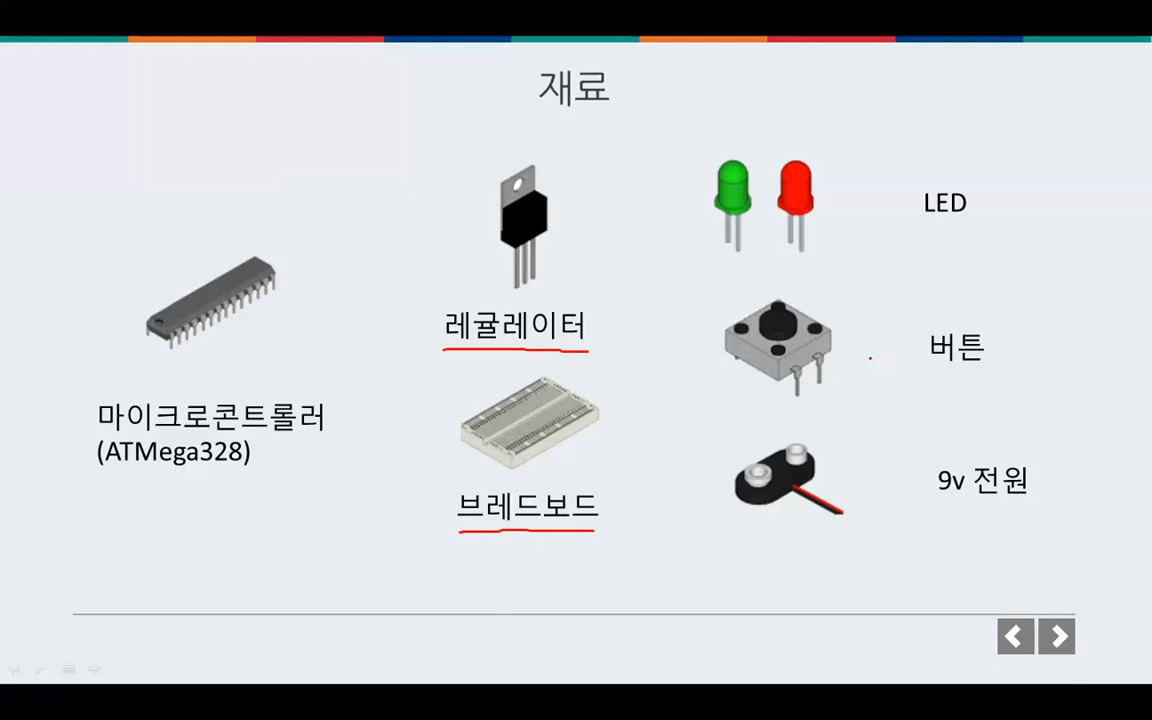 재료
마이크로콘트롤러
(ATMega328)
레귤레이터
브레드보드
LED
버튼
9v 전원